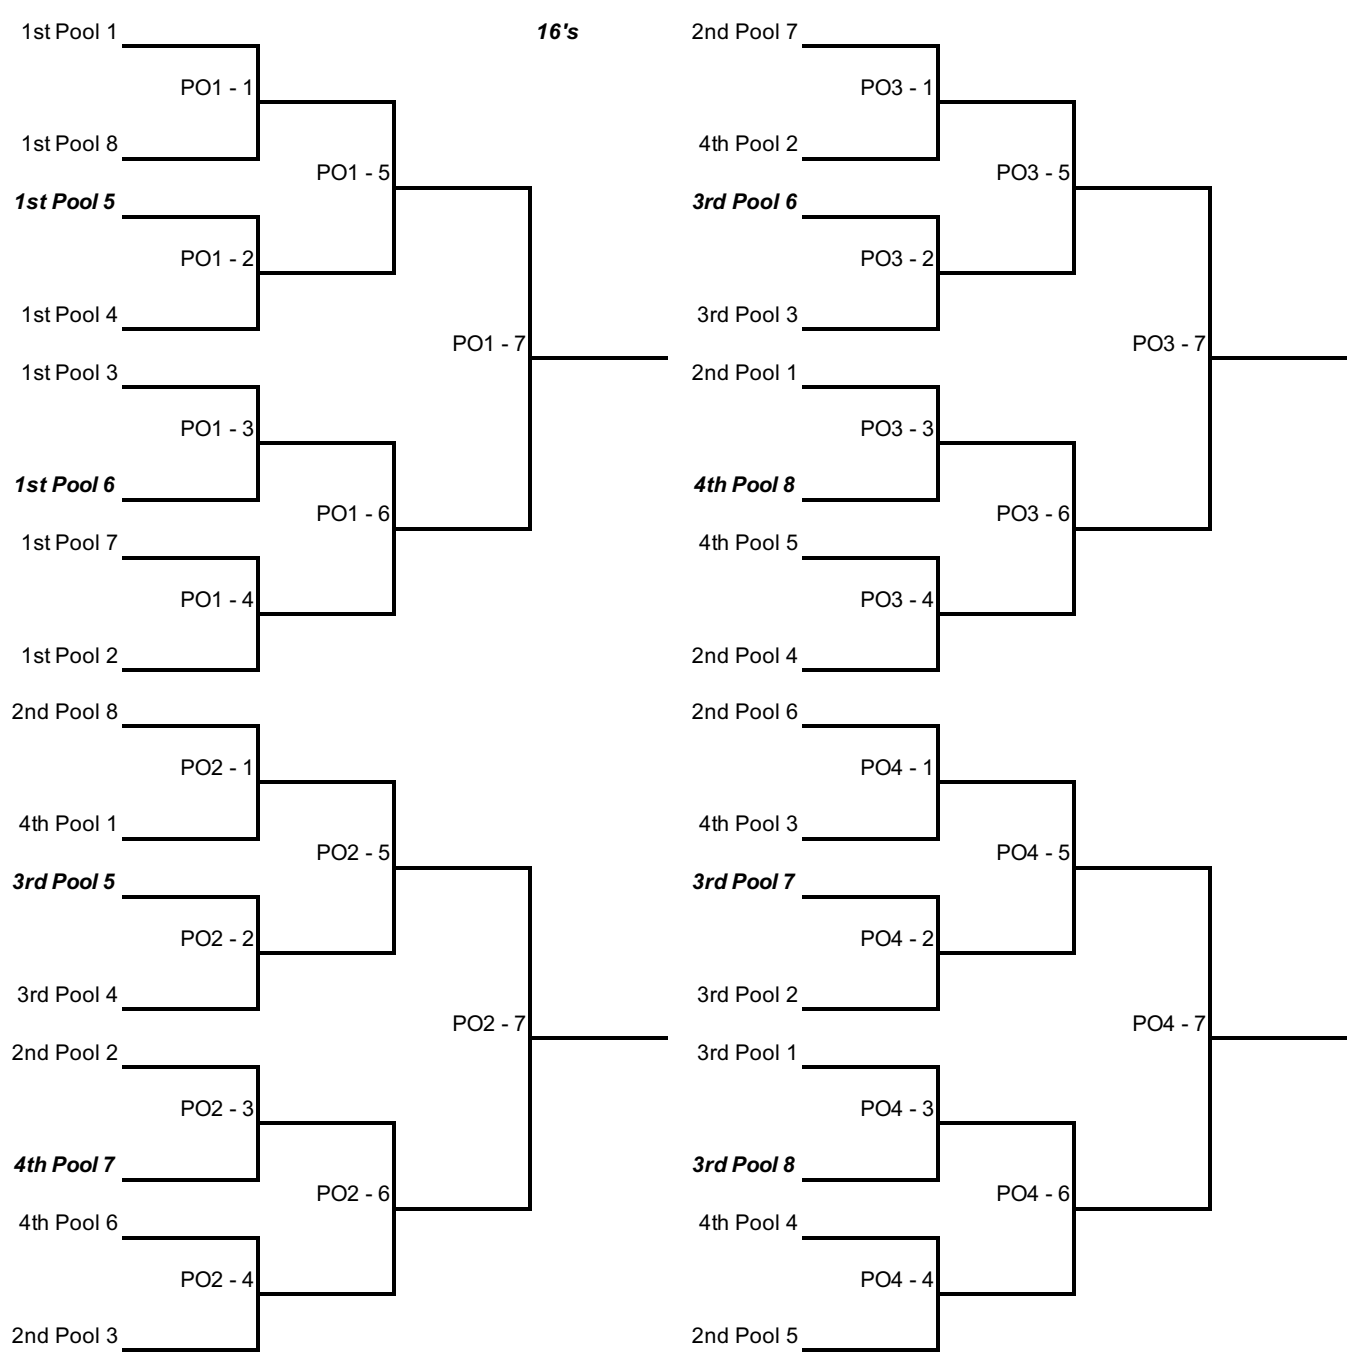 1st Pool 1
16's
PO1 - 1
1st Pool 8
PO1 - 5
1st Pool 5
PO1 - 2
1st Pool 4
PO1 - 7
1st Pool 3
PO1 - 3
1st Pool 6
PO1 - 6
1st Pool 7
PO1 - 4
1st Pool 2
2nd Pool 8
PO2 - 1
4th Pool 1
PO2 - 5
3rd Pool 5
PO2 - 2
3rd Pool 4
PO2 - 7
2nd Pool 2
PO2 - 3
4th Pool 7
PO2 - 6
4th Pool 6
PO2 - 4
2nd Pool 3
2nd Pool 7
PO3 - 1
4th Pool 2
PO3 - 5
3rd Pool 6
PO3 - 2
3rd Pool 3
PO3 - 7
2nd Pool 1
PO3 - 3
4th Pool 8
PO3 - 6
4th Pool 5
PO3 - 4
2nd Pool 4
2nd Pool 6
PO4 - 1
4th Pool 3
PO4 - 5
3rd Pool 7
PO4 - 2
3rd Pool 2
PO4 - 7
3rd Pool 1
PO4 - 3
3rd Pool 8
PO4 - 6
4th Pool 4
PO4 - 4
2nd Pool 5